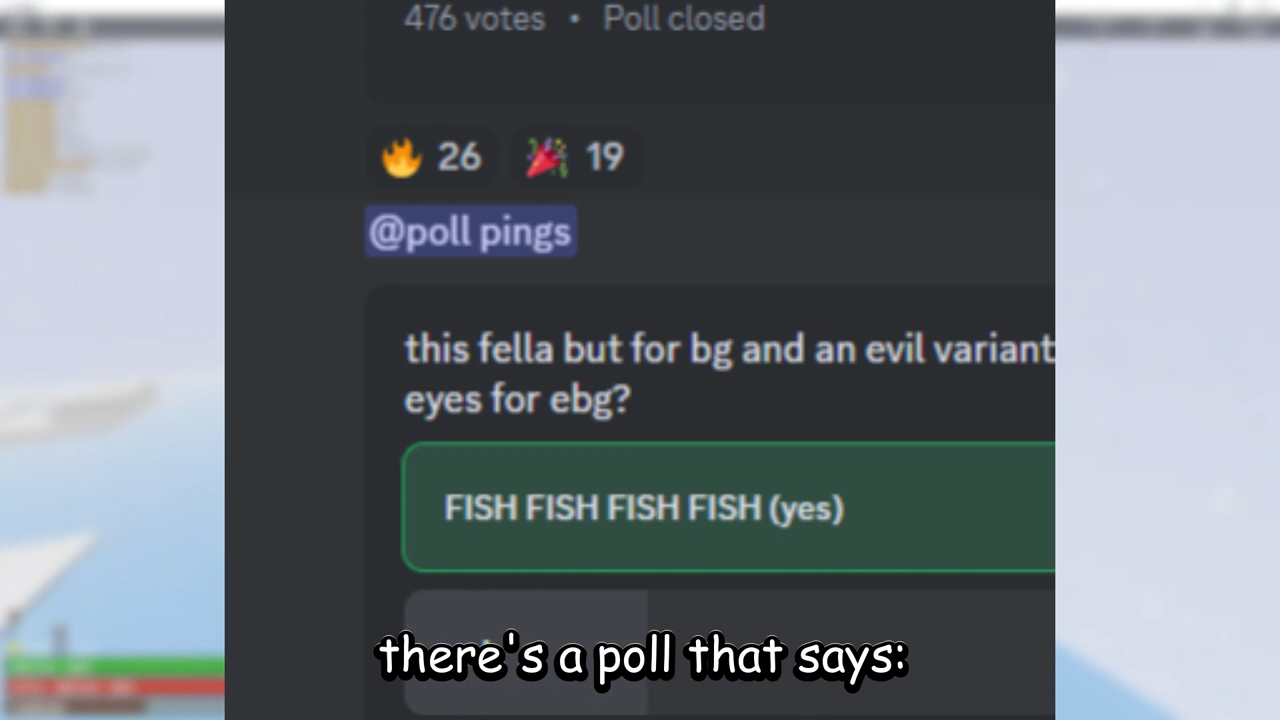 476 votes • Poll closed
🔥 26 🎉 19
@poll pings
this fella but for bg and an evil variant
eyes for ebg?
FISH FISH FISH FISH (yes)
there's a poll that says: